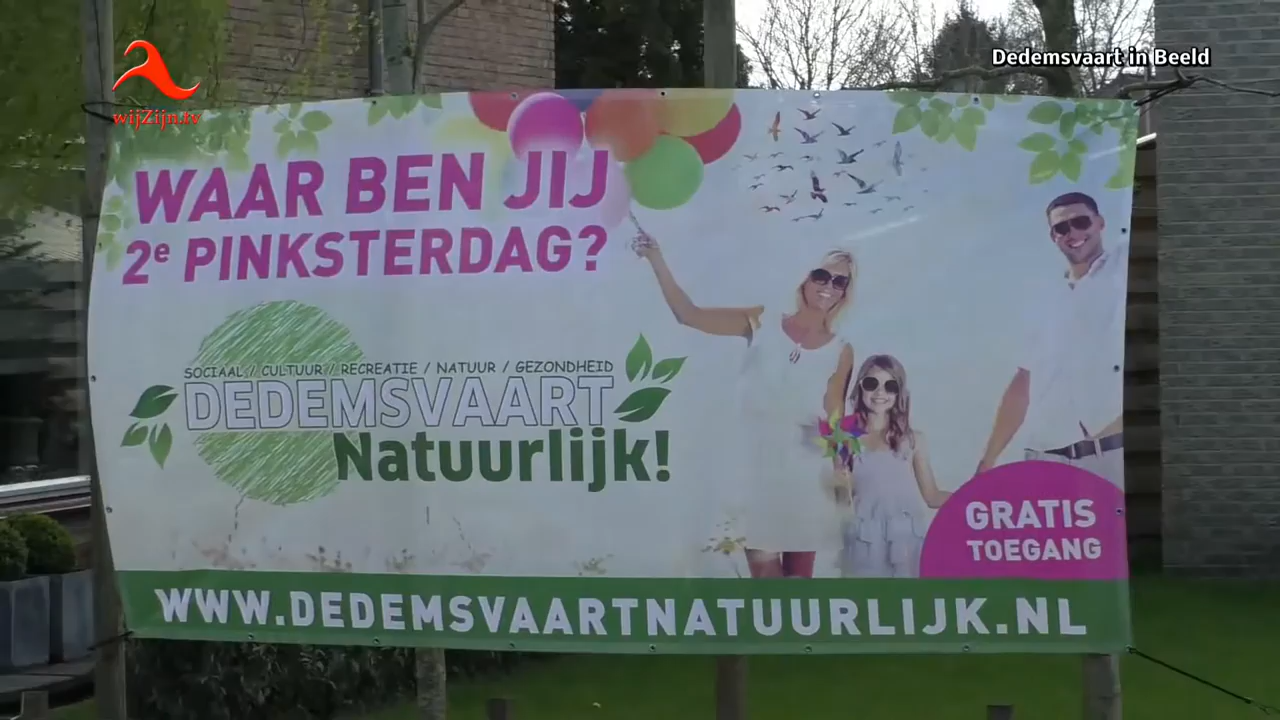 Dedemsvaart in Beeld
wijZijn.tv
WAAR BEN JIJ
2e PINKSTERDAG?
SOCIAAL // CULTUUR / RECREATIE / NATUUR / GEZONDHEID
DEDEMSVAART
Natuurlijk!
GRATIS
TOEGANG
WWW.DEDEMSVAARTNATUURLIJK.NL